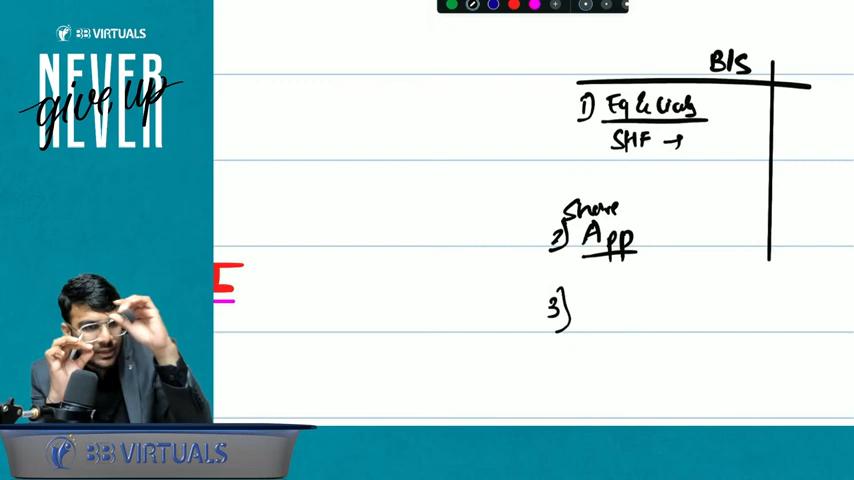 BB VIRTUALS
NEVER
give up
NEVER
B/S
1) Eq & Liab
SHF →
Share
2) App
3)
E
BB VIRTUALS